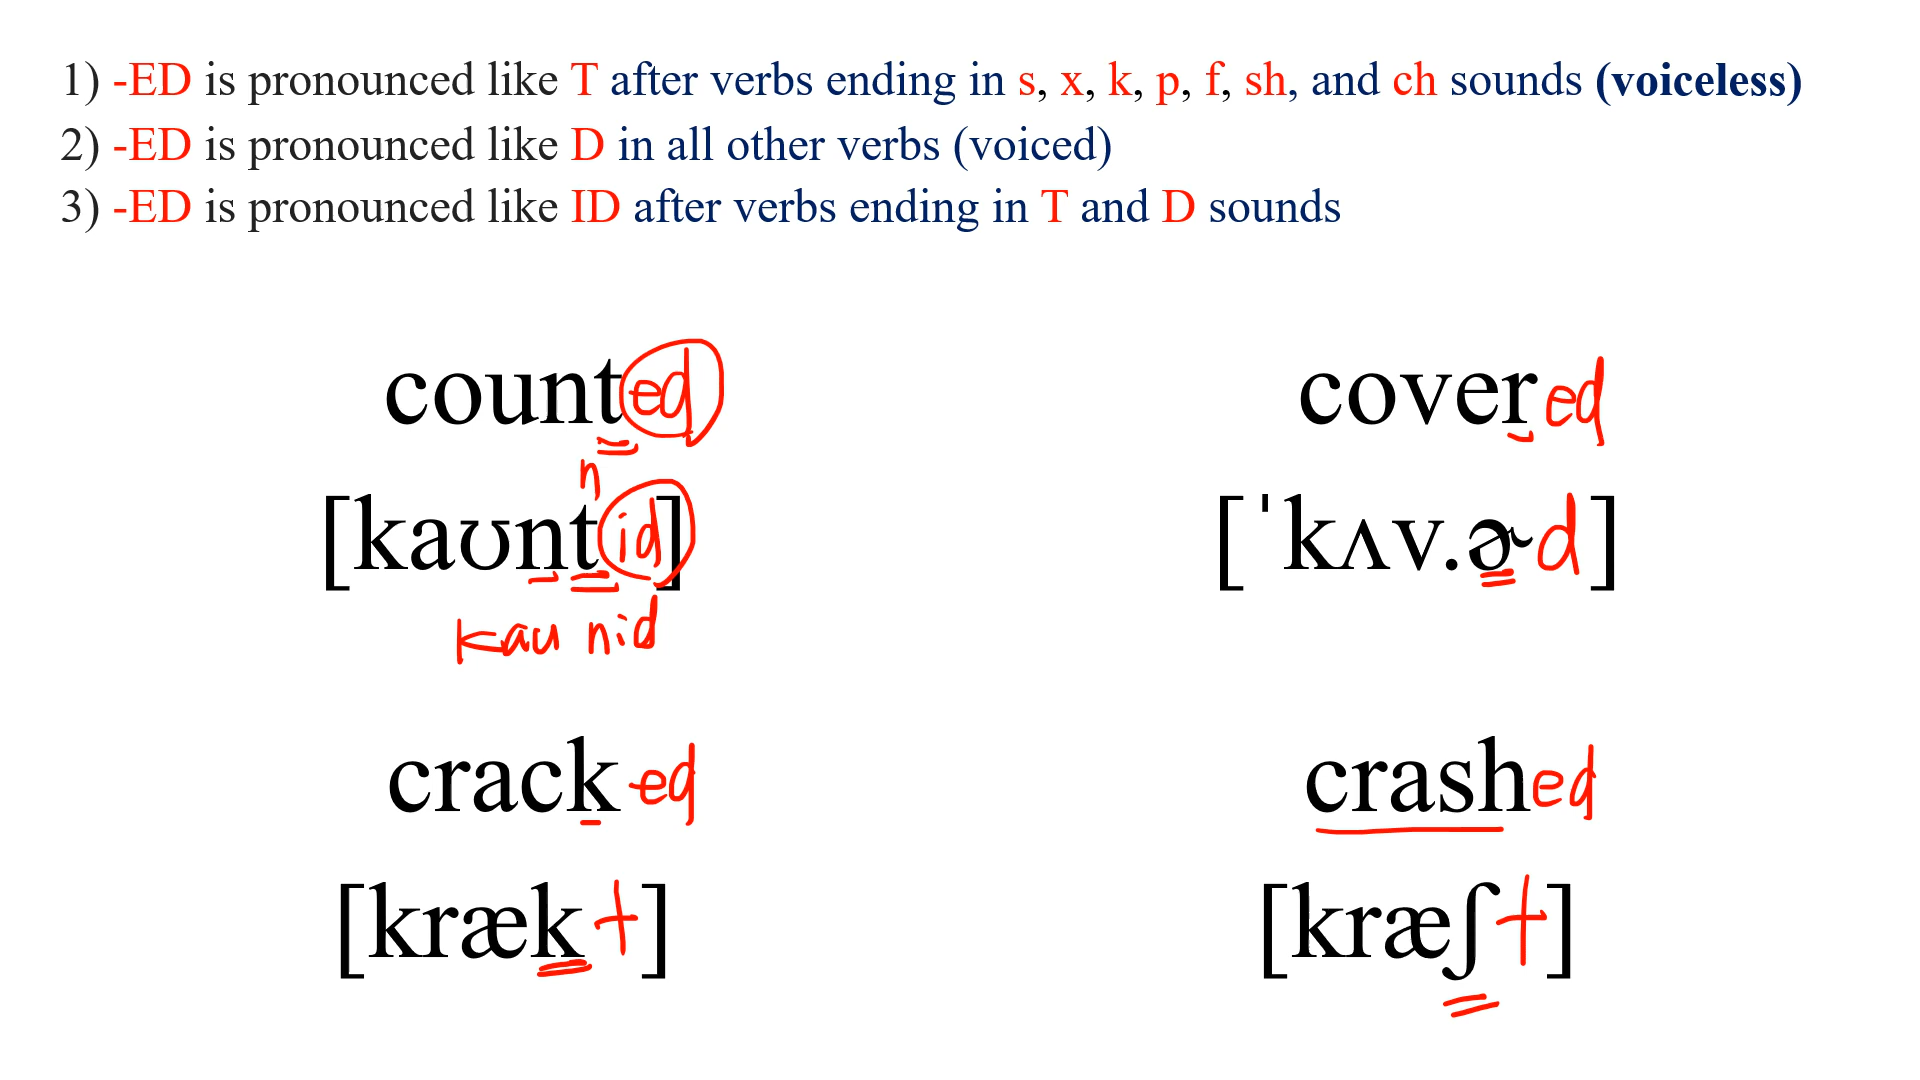 1) -ED is pronounced like T after verbs ending in s, x, k, p, f, sh, and ch sounds (voiceless)
2) -ED is pronounced like D in all other verbs (voiced)
3) -ED is pronounced like ID after verbs ending in T and D sounds
counted
covered
n
[kaʊntid]
[ˈkʌv.ɚd]
kau nid
cracked
crashed
[krækt]
[kræʃt]